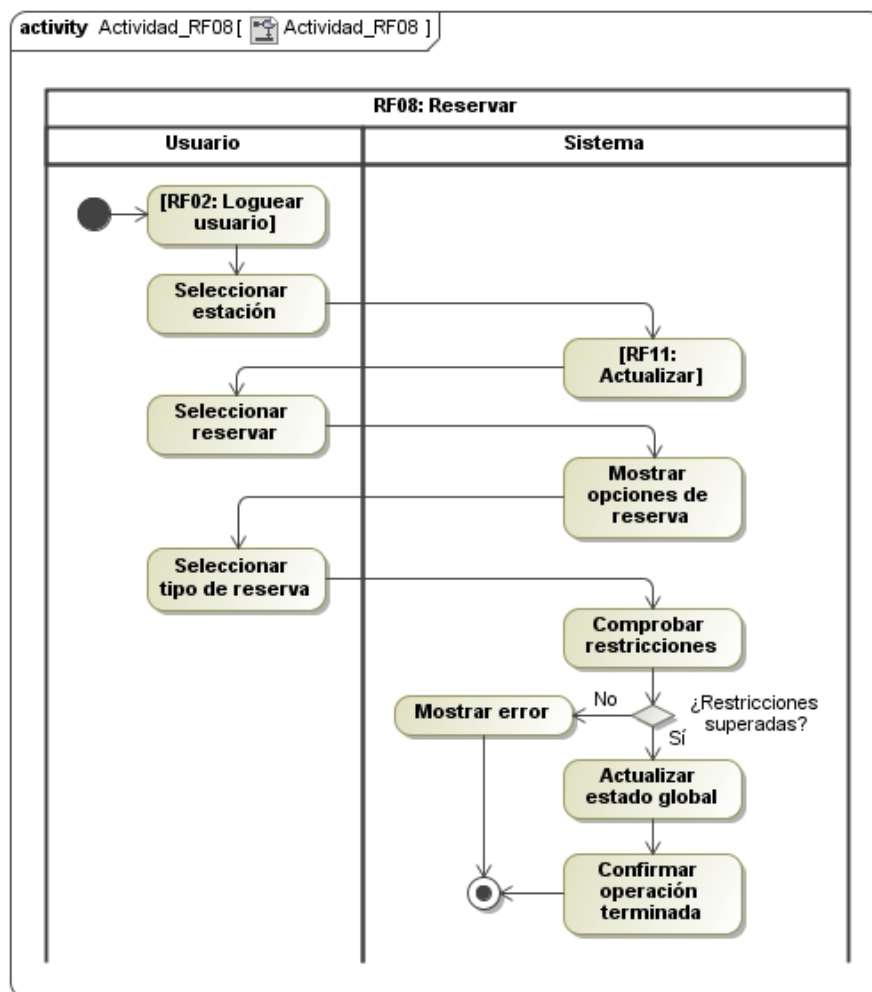 activity Actividad_RF08 [ Actividad_RF08 ]
RF08: Reservar
Usuario
Sistema
[RF02: Loguear
usuario]
Seleccionar
estación
[RF11:
Actualizar]
Seleccionar
reservar
Mostrar
opciones de
reserva
Seleccionar
tipo de reserva
Comprobar
restricciones
¿Restricciones
superadas?
No
Mostrar error
Sí
Actualizar
estado global
Confirmar
operación
terminada